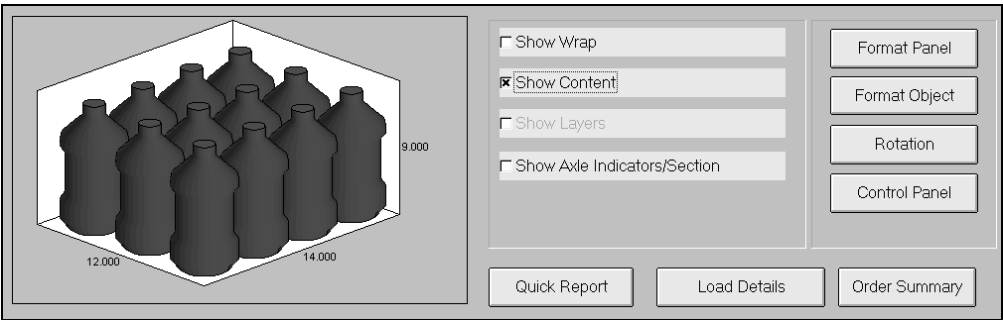 Show Wrap
Show Content
Show Layers
Show Axle Indicators/Section
Format Panel
Format Object
Rotation
Control Panel
9.000
12.000
14.000
Quick Report
Load Details
Order Summary